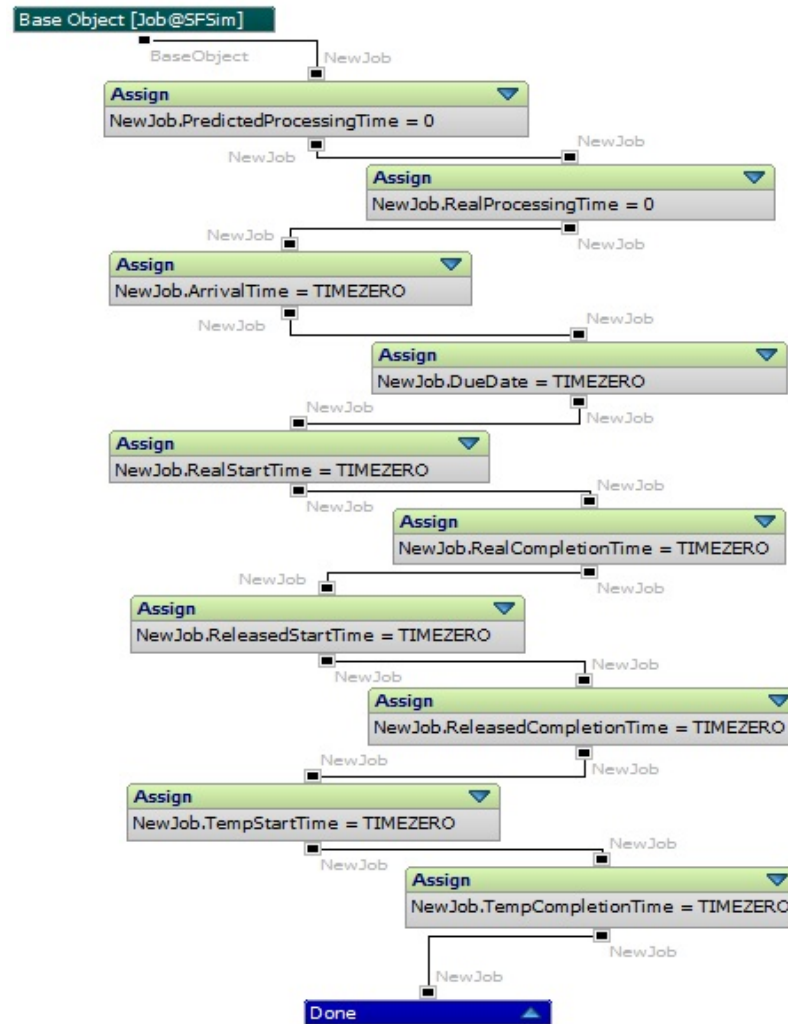 Base Object [Job@SFSim]
BaseObject
NewJob
Assign
NewJob.PredictedProcessingTime = 0
NewJob
NewJob
Assign
NewJob.RealProcessingTime = 0
NewJob
NewJob
Assign
NewJob.ArrivalTime = TIMEZERO
NewJob
NewJob
Assign
NewJob.DueDate = TIMEZERO
NewJob
NewJob
Assign
NewJob.RealStartTime = TIMEZERO
NewJob
NewJob
Assign
NewJob.RealCompletionTime = TIMEZERO
NewJob
NewJob
Assign
NewJob.ReleasedStartTime = TIMEZERO
NewJob
NewJob
Assign
NewJob.ReleasedCompletionTime = TIMEZERO
NewJob
NewJob
Assign
NewJob.TempStartTime = TIMEZERO
NewJob
NewJob
Assign
NewJob.TempCompletionTime = TIMEZERO
NewJob
NewJob
Done